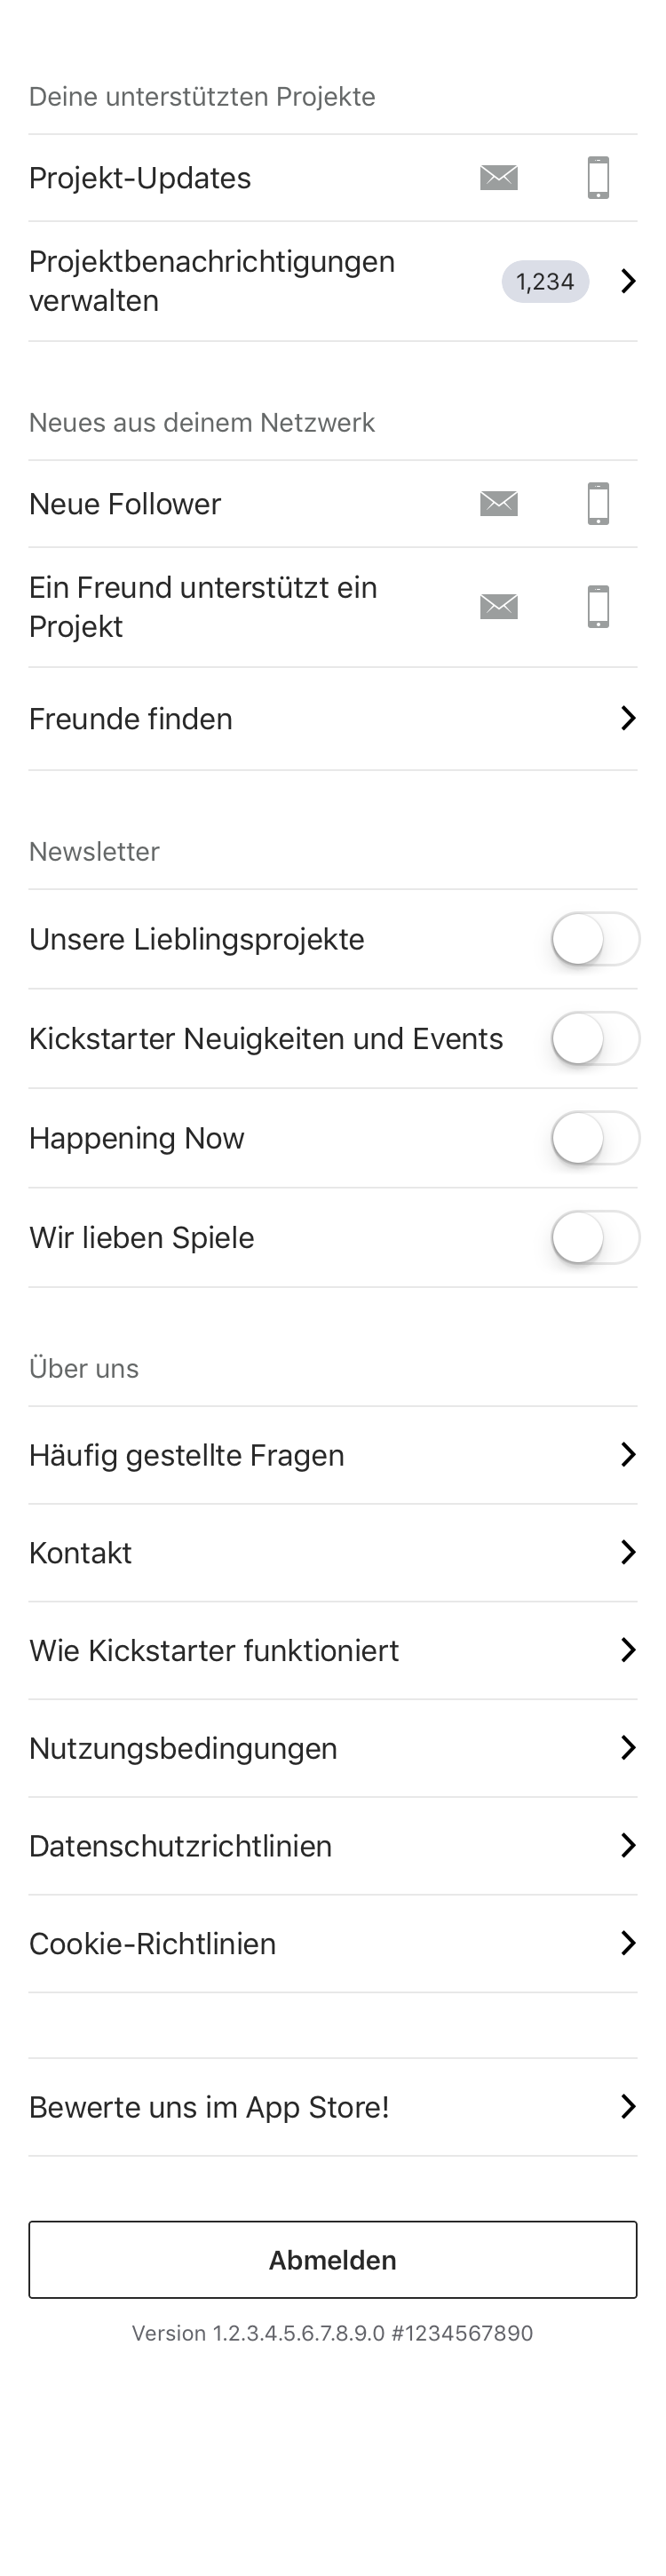 Deine unterstützten Projekte
Projekt-Updates
Projektbenachrichtigungen
verwalten
1,234
Neues aus deinem Netzwerk
Neue Follower
Ein Freund unterstützt ein
Projekt
Freunde finden
Newsletter
Unsere Lieblingsprojekte
Kickstarter Neuigkeiten und Events
Happening Now
Wir lieben Spiele
Über uns
Häufig gestellte Fragen
Kontakt
Wie Kickstarter funktioniert
Nutzungsbedingungen
Datenschutzrichtlinien
Cookie-Richtlinien
Bewerte uns im App Store!
Abmelden
Version 1.2.3.4.5.6.7.8.9.0 #1234567890